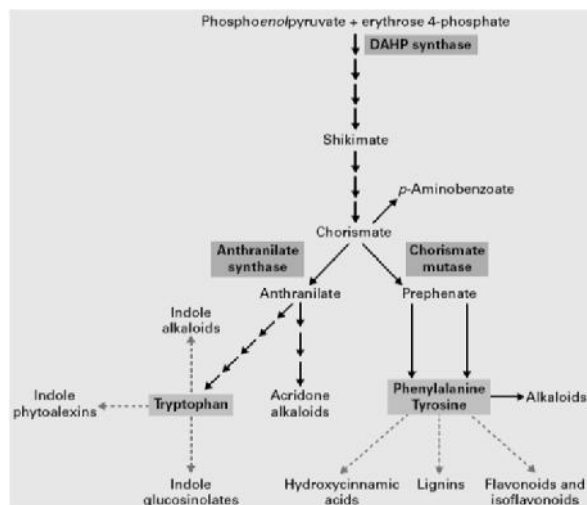 Phosphoenolpyruvate + erythrose 4-phosphate
DAHP synthase
Shikimate
p-Aminobenzoate
Chorismate
Anthranilate
synthase
Chorismate
mutase
Anthranilate
Prephenate
Indole
alkaloids
Indole
phytoalexins
Tryptophan
Acridone
alkaloids
Phenylalanine
Tyrosine
Alkaloids
Indole
glucosinolates
Hydroxycinnamic
acids
Lignins
Flavonoids and
isoflavonoids